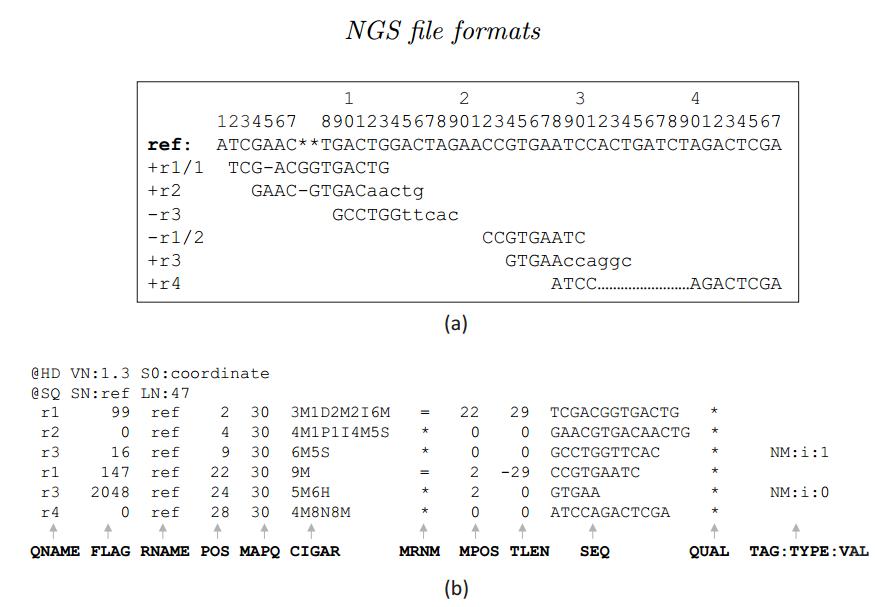 NGS file formats
1 2 3 4
1234567 8901234567890123456789012345678901234567
ref: ATCGAAC**TGACTGGACTAGAACCGTGAATCCACTGATCTAGACTCGA
+r1/1 TCG-ACGGTGACTG
+r2 GAAC-GTGACaactg
-r3 GCCTGGttcac
-r1/2 CCGTGAATC
+r3 GTGAAccaggc
+r4 ATCC……………………AGACTCGA
(a)
@HD VN:1.3 S0:coordinate
@SQ SN:ref LN:47
r1 99 ref 2 30 3M1D2M2I6M = 22 29 TCGACGGTGACTG *
r2 0 ref 4 30 4M1P1I4M5S * 0 0 GAACGTGACAACTG *
r3 16 ref 9 30 6M5S * 0 0 GCCTGGTTCAC * NM:i:1
r1 147 ref 22 30 9M = 2 -29 CCGTGAATC *
r3 2048 ref 24 30 5M6H * 2 0 GTGAA * NM:i:0
r4 0 ref 28 30 4M8N8M * 0 0 ATCCAGACTCGA *
QNAME FLAG RNAME POS MAPQ CIGAR MRNM MPOS TLEN SEQ QUAL TAG:TYPE:VAL
(b)